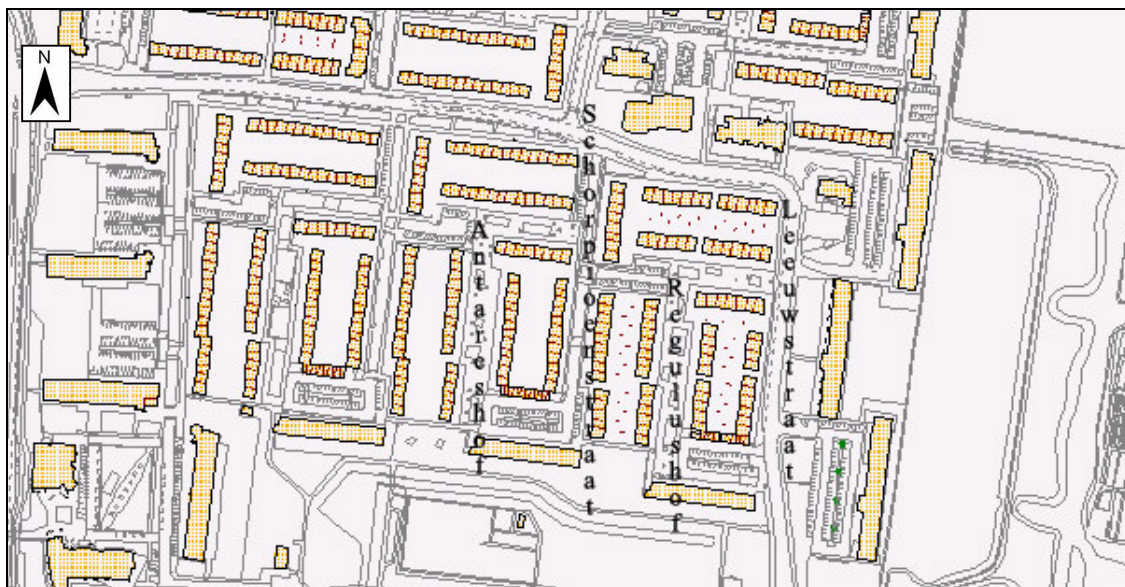 N
Schorpioenstraat
Antareshof
Regulushof
Leeuwstraat